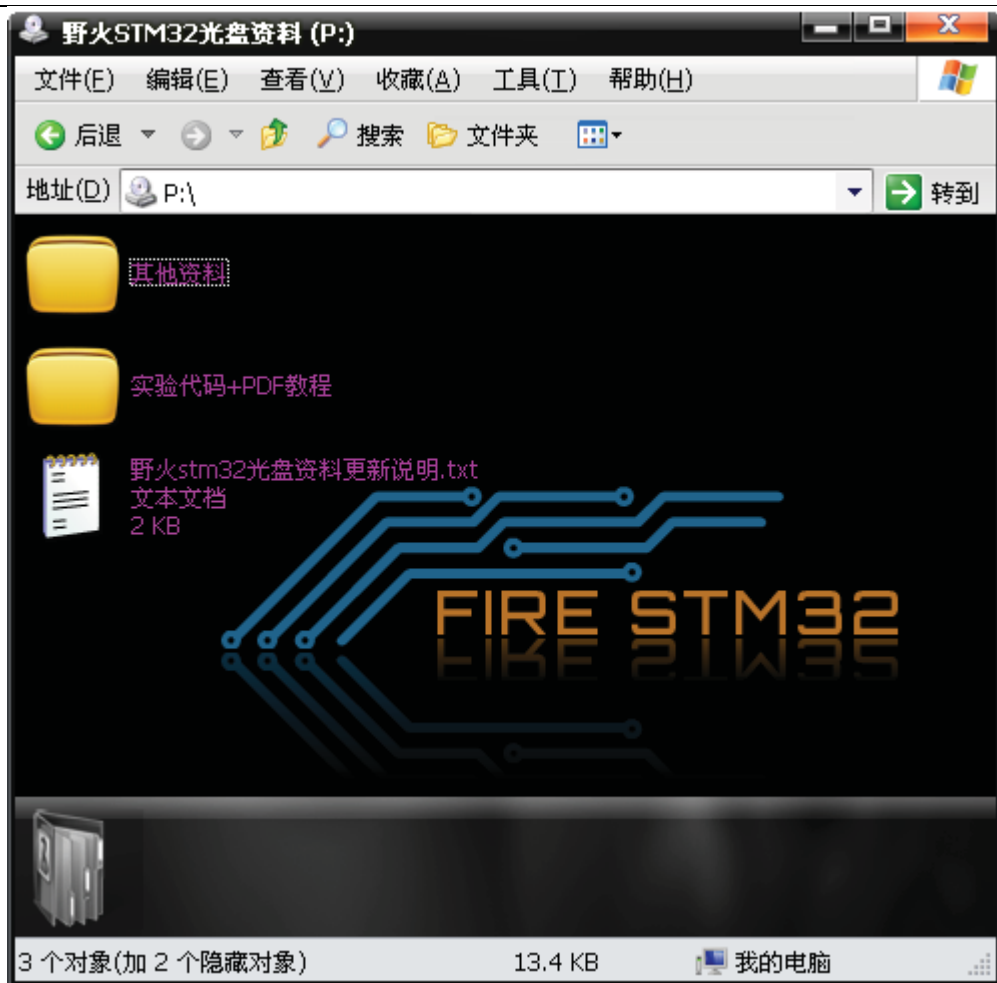 野火STM32光盘资料 (P:)
文件(F) 编辑(E) 查看(V) 收藏(A) 工具(T) 帮助(H)
后退 搜索 文件夹
地址(D) P:\ 转到
其他资料
实验代码+PDF教程
野火stm32光盘资料更新说明.txt
文本文档
2 KB
FIRE STM32
3 个对象(加 2 个隐藏对象) 13.4 KB 我的电脑